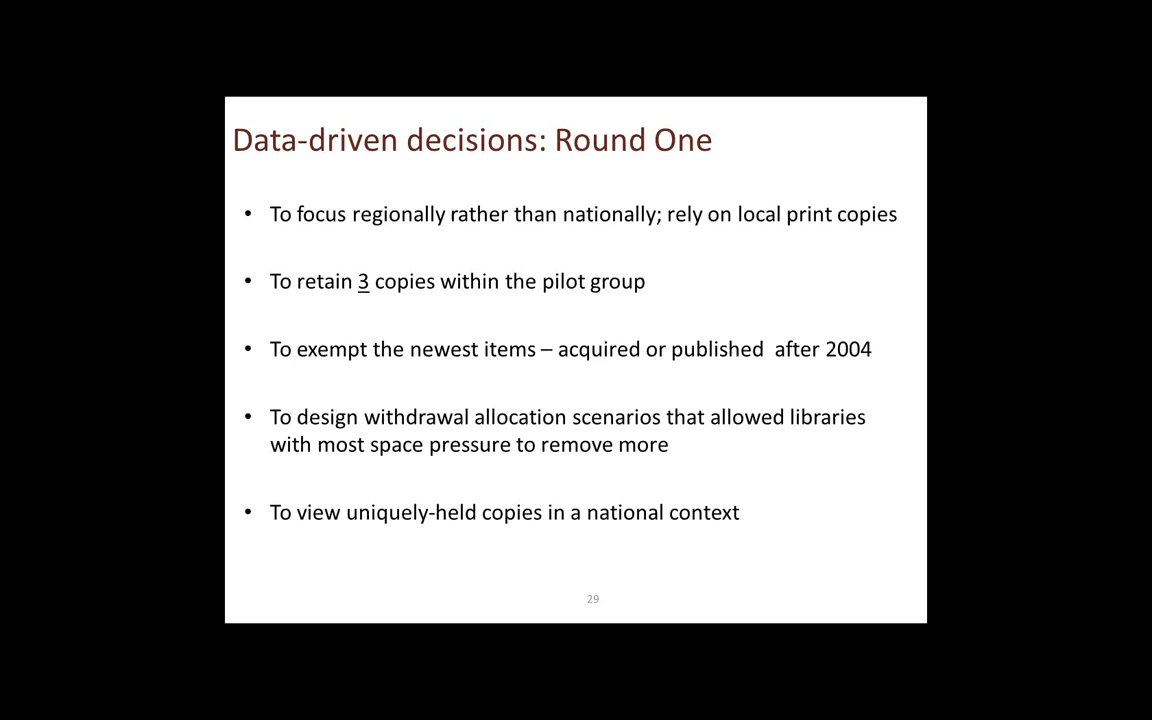 Data-driven decisions: Round One
• To focus regionally rather than nationally; rely on local print copies
• To retain 3 copies within the pilot group
• To exempt the newest items – acquired or published  after 2004
• To design withdrawal allocation scenarios that allowed libraries
with most space pressure to remove more
• To view uniquely-held copies in a national context
29